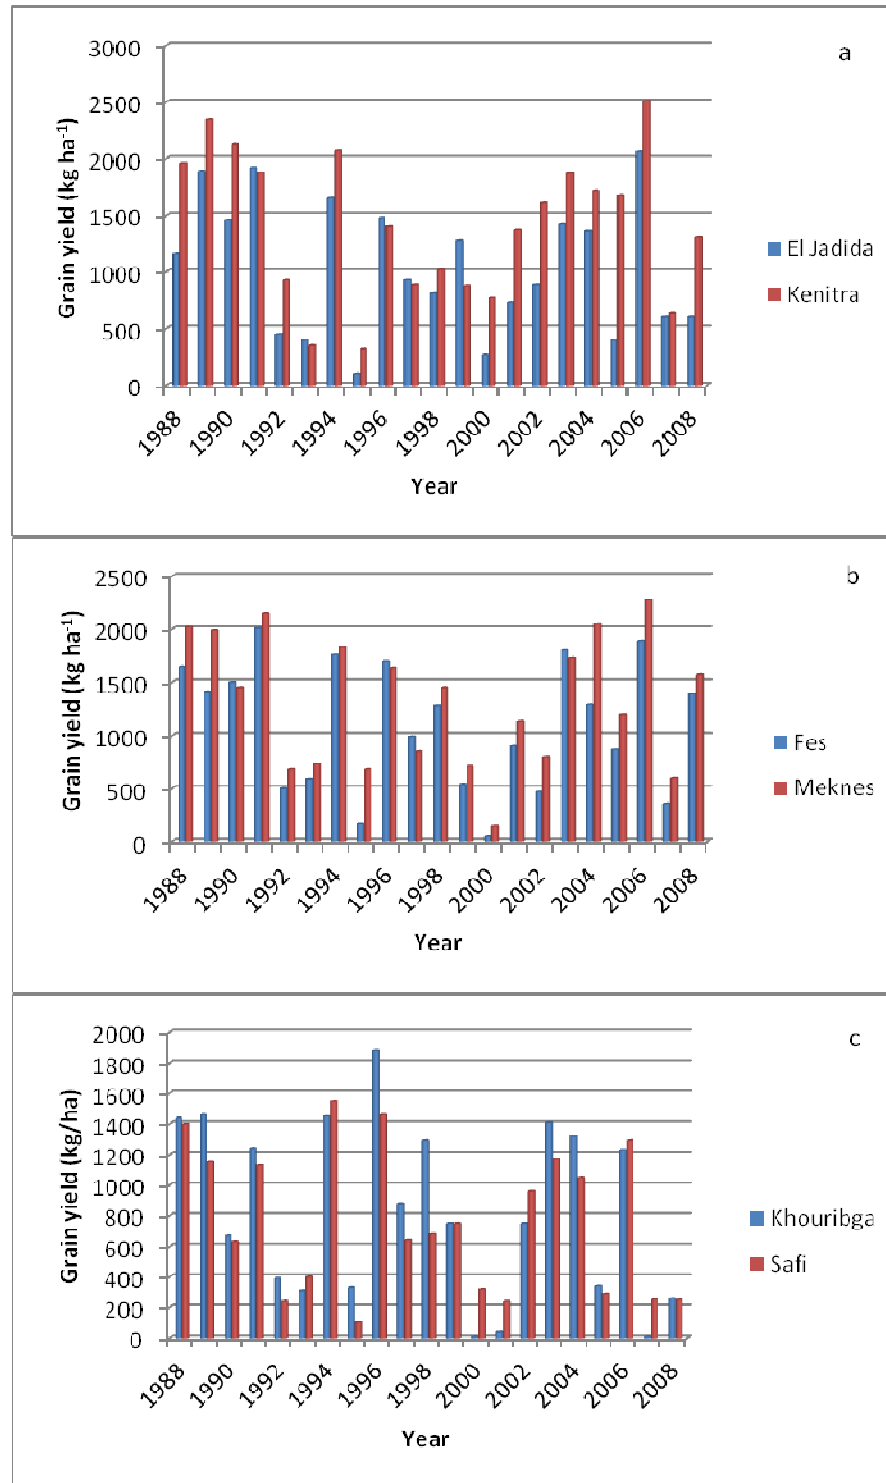 a
3000
2500
2000
1500
1000
500
0
Grain yield (kg ha⁻¹)
1988 1990 1992 1994 1996 1998 2000 2002 2004 2006 2008
Year
El Jadida
Kenitra
b
2500
2000
1500
1000
500
0
Grain yield (kg ha⁻¹)
1988 1990 1992 1994 1996 1998 2000 2002 2004 2006 2008
Year
Fes
Meknes
c
2000
1800
1600
1400
1200
1000
800
600
400
200
0
Grain yield (kg/ha)
1988 1990 1992 1994 1996 1998 2000 2002 2004 2006 2008
Year
Khouribga
Safi